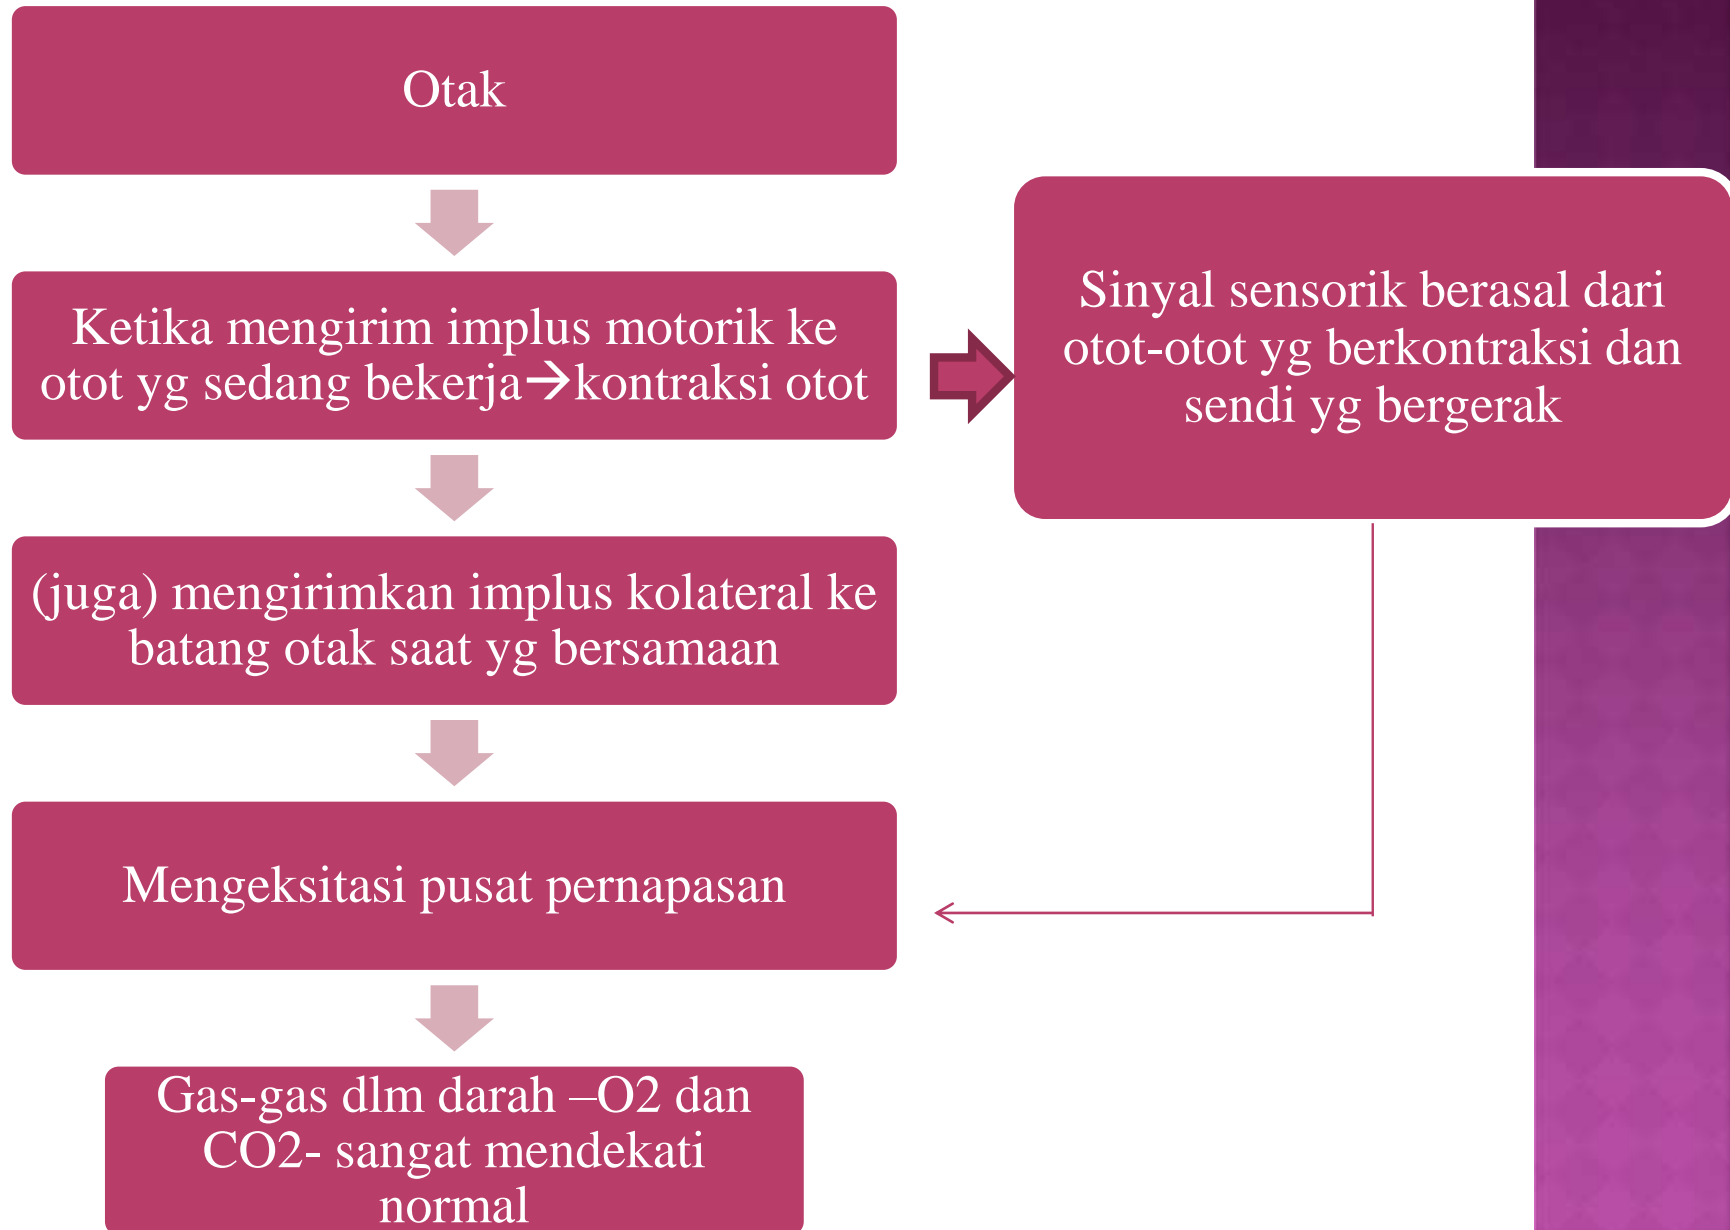 Otak
Ketika mengirim implus motorik ke
otot yg sedang bekerja→kontraksi otot
Sinyal sensorik berasal dari
otot-otot yg berkontraksi dan
sendi yg bergerak
(juga) mengirimkan implus kolateral ke
batang otak saat yg bersamaan
Mengeksitasi pusat pernapasan
Gas-gas dlm darah –O2 dan
CO2- sangat mendekati
normal